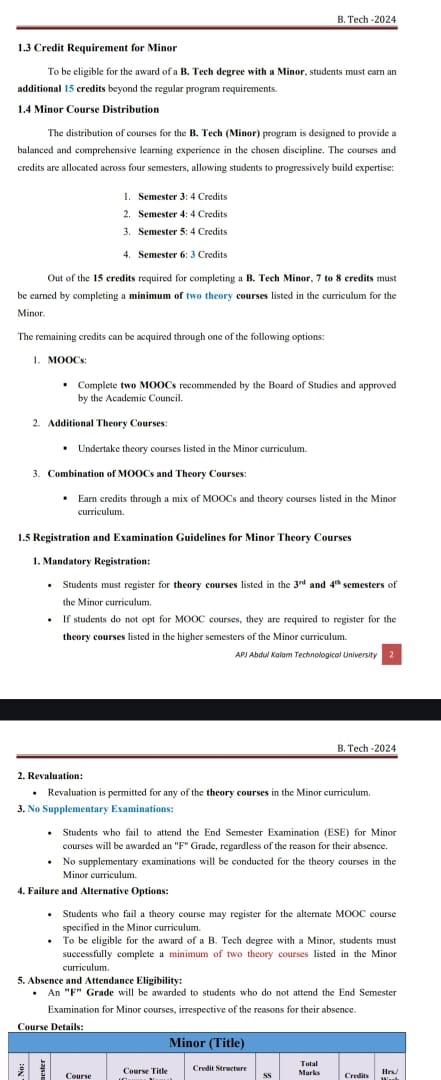 B. Tech -2024
1.3 Credit Requirement for Minor
To be eligible for the award of a B. Tech degree with a Minor, students must earn an
additional 15 credits beyond the regular program requirements.
1.4 Minor Course Distribution
The distribution of courses for the B. Tech (Minor) program is designed to provide a
balanced and comprehensive learning experience in the chosen discipline. The courses and
credits are allocated across four semesters, allowing students to progressively build expertise:
1. Semester 3: 4 Credits
2. Semester 4: 4 Credits
3. Semester 5: 4 Credits
4. Semester 6: 3 Credits
Out of the 15 credits required for completing a B. Tech Minor, 7 to 8 credits must
be earned by completing a minimum of two theory courses listed in the curriculum for the
Minor.
The remaining credits can be acquired through one of the following options:
1. MOOCs:
▪ Complete two MOOCs recommended by the Board of Studies and approved
by the Academic Council.
2. Additional Theory Courses:
▪ Undertake theory courses listed in the Minor curriculum.
3. Combination of MOOCs and Theory Courses:
▪ Earn credits through a mix of MOOCs and theory courses listed in the Minor
curriculum.
1.5 Registration and Examination Guidelines for Minor Theory Courses
1. Mandatory Registration:
• Students must register for theory courses listed in the 3rd and 4th semesters of
the Minor curriculum.
• If students do not opt for MOOC courses, they are required to register for the
theory courses listed in the higher semesters of the Minor curriculum.
APJ Abdul Kalam Technological University 2
B. Tech -2024
2. Revaluation:
• Revaluation is permitted for any of the theory courses in the Minor curriculum.
3. No Supplementary Examinations:
• Students who fail to attend the End Semester Examination (ESE) for Minor
courses will be awarded an "F" Grade, regardless of the reason for their absence.
• No supplementary examinations will be conducted for the theory courses in the
Minor curriculum.
4. Failure and Alternative Options:
• Students who fail a theory course may register for the alternate MOOC course
specified in the Minor curriculum.
• To be eligible for the award of a B. Tech degree with a Minor, students must
successfully complete a minimum of two theory courses listed in the Minor
curriculum.
5. Absence and Attendance Eligibility:
• An "F" Grade will be awarded to students who do not attend the End Semester
Examination for Minor courses, irrespective of the reasons for their absence.
Course Details:
Minor (Title)
No:
Course
Course Title
Credit Structure
SS
Total
Marks
Credits
Hrs./